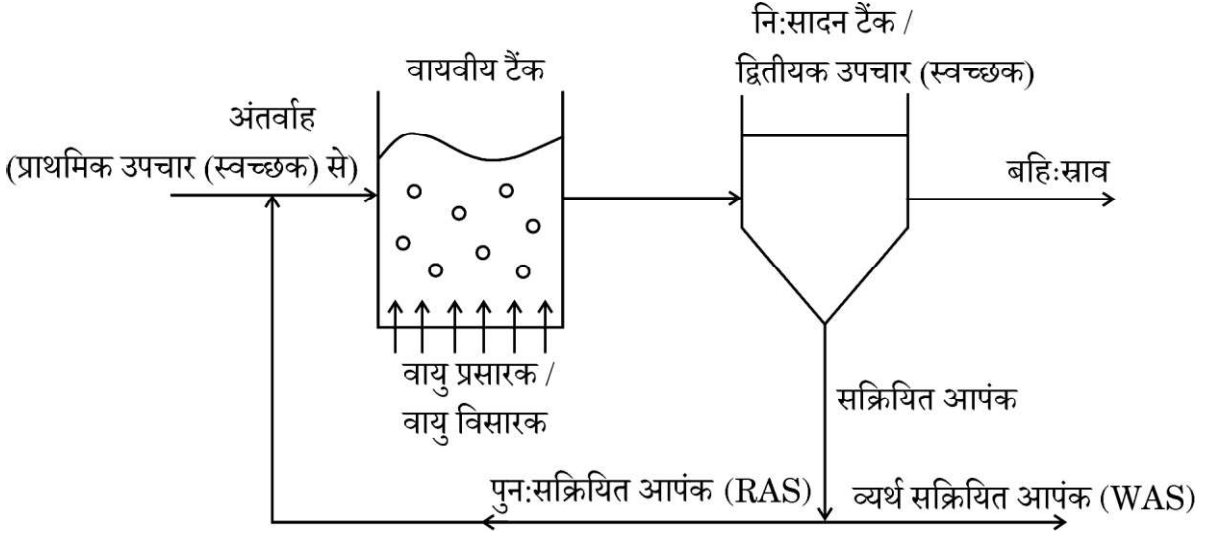 नि:सादन टैंक /
द्वितीयक उपचार (स्वच्छक)
वायवीय टैंक
अंतर्वाह
(प्राथमिक उपचार (स्वच्छक) से)
बहि:स्राव
वायु प्रसारक /
वायु विसारक
सक्रियित आपंक
पुन:सक्रियित आपंक (RAS)
व्यर्थ सक्रियित आपंक (WAS)